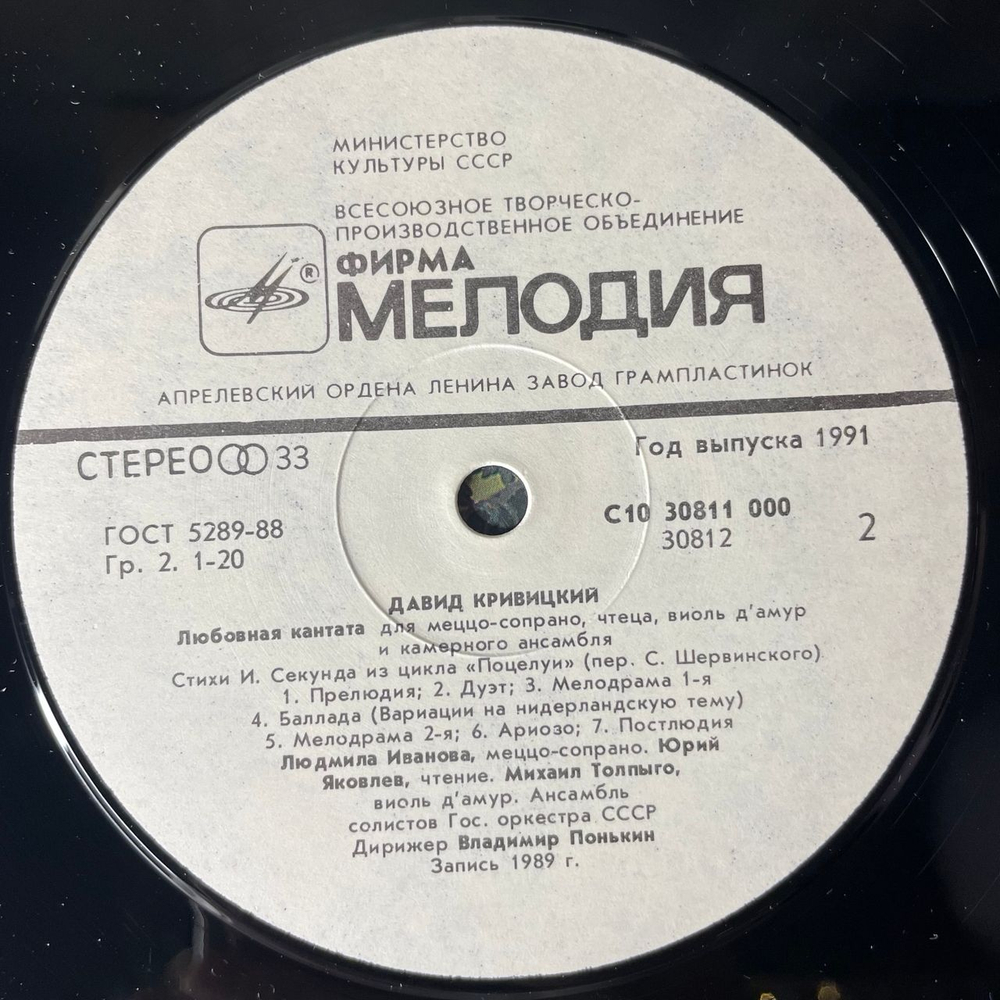 МИНИСТЕРСТВО
КУЛЬТУРЫ СССР
ВСЕСОЮЗНОЕ ТВОРЧЕСКО-
ПРОИЗВОДСТВЕННОЕ ОБЪЕДИНЕНИЕ
®
ФИРМА
МЕЛОДИЯ
АПРЕЛЕВСКИЙ ОРДЕНА ЛЕНИНА ЗАВОД ГРАМПЛАСТИНОК
СТЕРЕО 33
Год выпуска 1991
ГОСТ 5289-88
Гр. 2. 1-20
С10 30811 000
30812
2
ДАВИД КРИВИЦКИЙ
Любовная кантата для меццо-сопрано, чтеца, виоль д'амур
и камерного ансамбля
Стихи И. Секунда из цикла «Поцелуи» (пер. С. Шервинского)
1. Прелюдия; 2. Дуэт; 3. Мелодрама 1-я
4. Баллада (Вариации на нидерландскую тему)
5. Мелодрама 2-я; 6. Ариозо; 7. Постлюдия
Людмила Иванова, меццо-сопрано. Юрий
Яковлев, чтение. Михаил Толпыго,
виоль д'амур. Ансамбль
солистов Гос. оркестра СССР
Дирижер Владимир Понькин
Запись 1989 г.